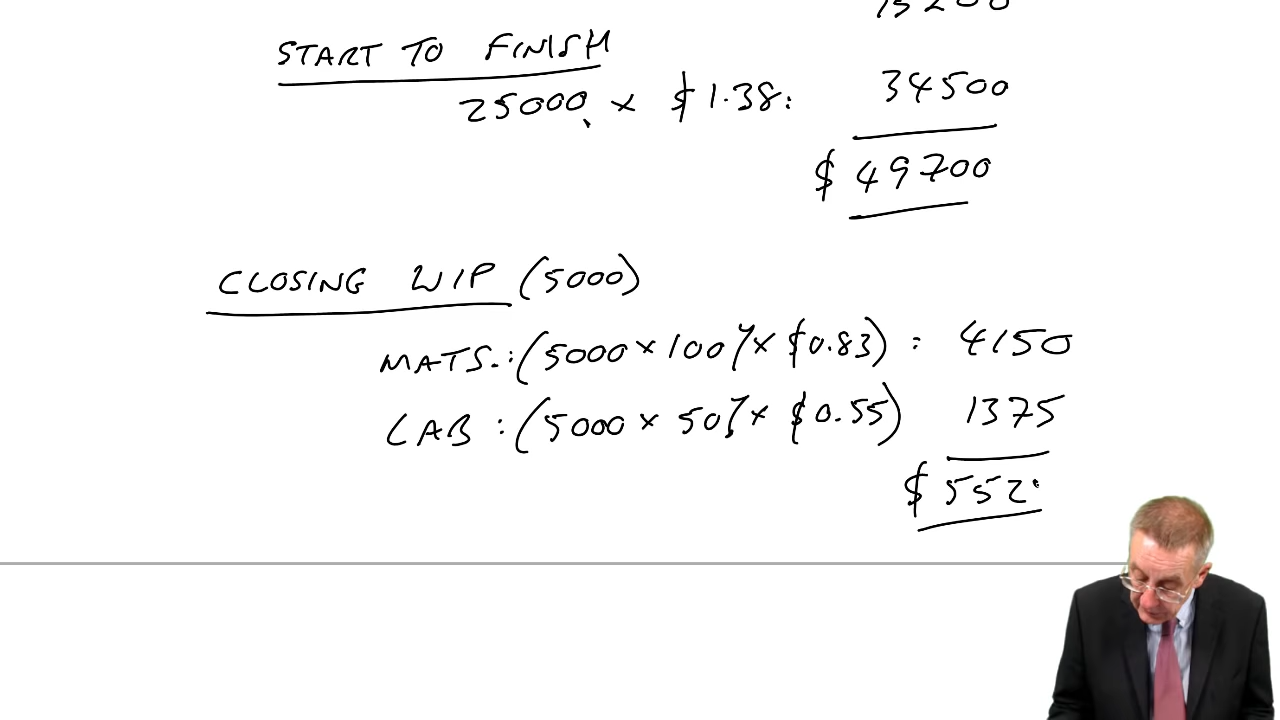 15200
START TO FINISH
25000 x $1.38: 34500
$ 49700
CLOSING WIP (5000)
MATS.: (5000 x 100% x $0.83) : 4150
LAB : (5000 x 50% x $0.55) 1375
$